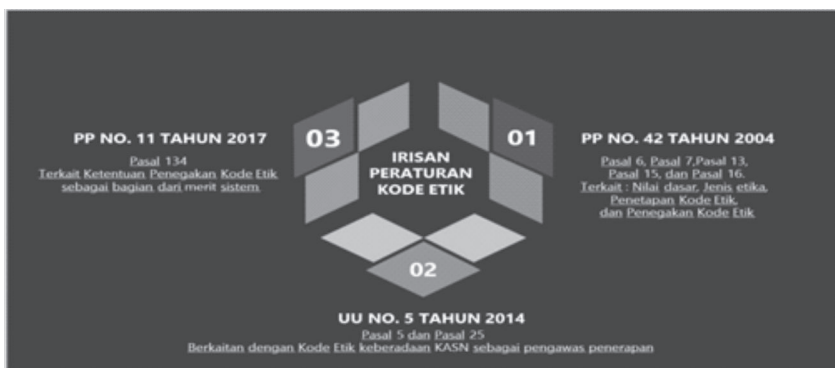 IRISAN
PERATURAN
KODE ETIK
01
PP NO. 42 TAHUN 2004
Pasal 6, Pasal 7,Pasal 13,
Pasal 15, dan Pasal 16.
Terkait : Nilai dasar, Jenis etika,
Penetapan Kode Etik,
dan Penegakan Kode Etik
02
UU NO. 5 TAHUN 2014
Pasal 5 dan Pasal 25
Berkaitan dengan Kode Etik keberadaan KASN sebagai pengawas penerapan
03
PP NO. 11 TAHUN 2017
Pasal 134
Terkait Ketentuan Penegakan Kode Etik
sebagai bagian dari merit sistem